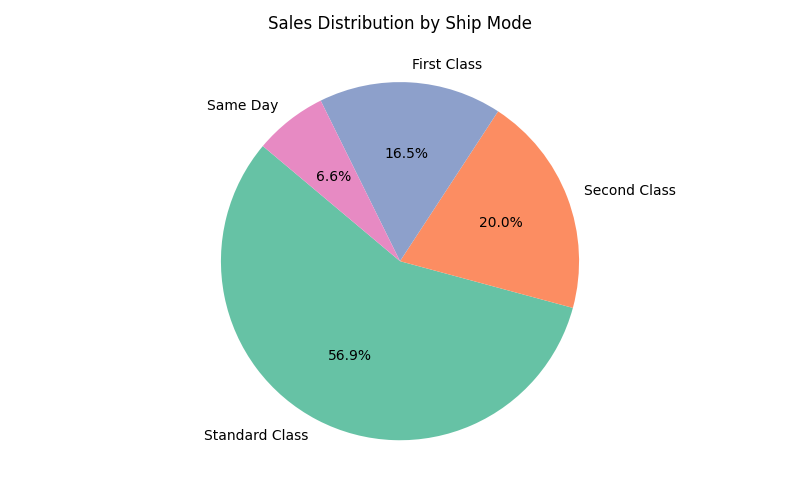 Sales Distribution by Ship Mode
First Class
Same Day
16.5%
6.6%
Second Class
20.0%
56.9%
Standard Class